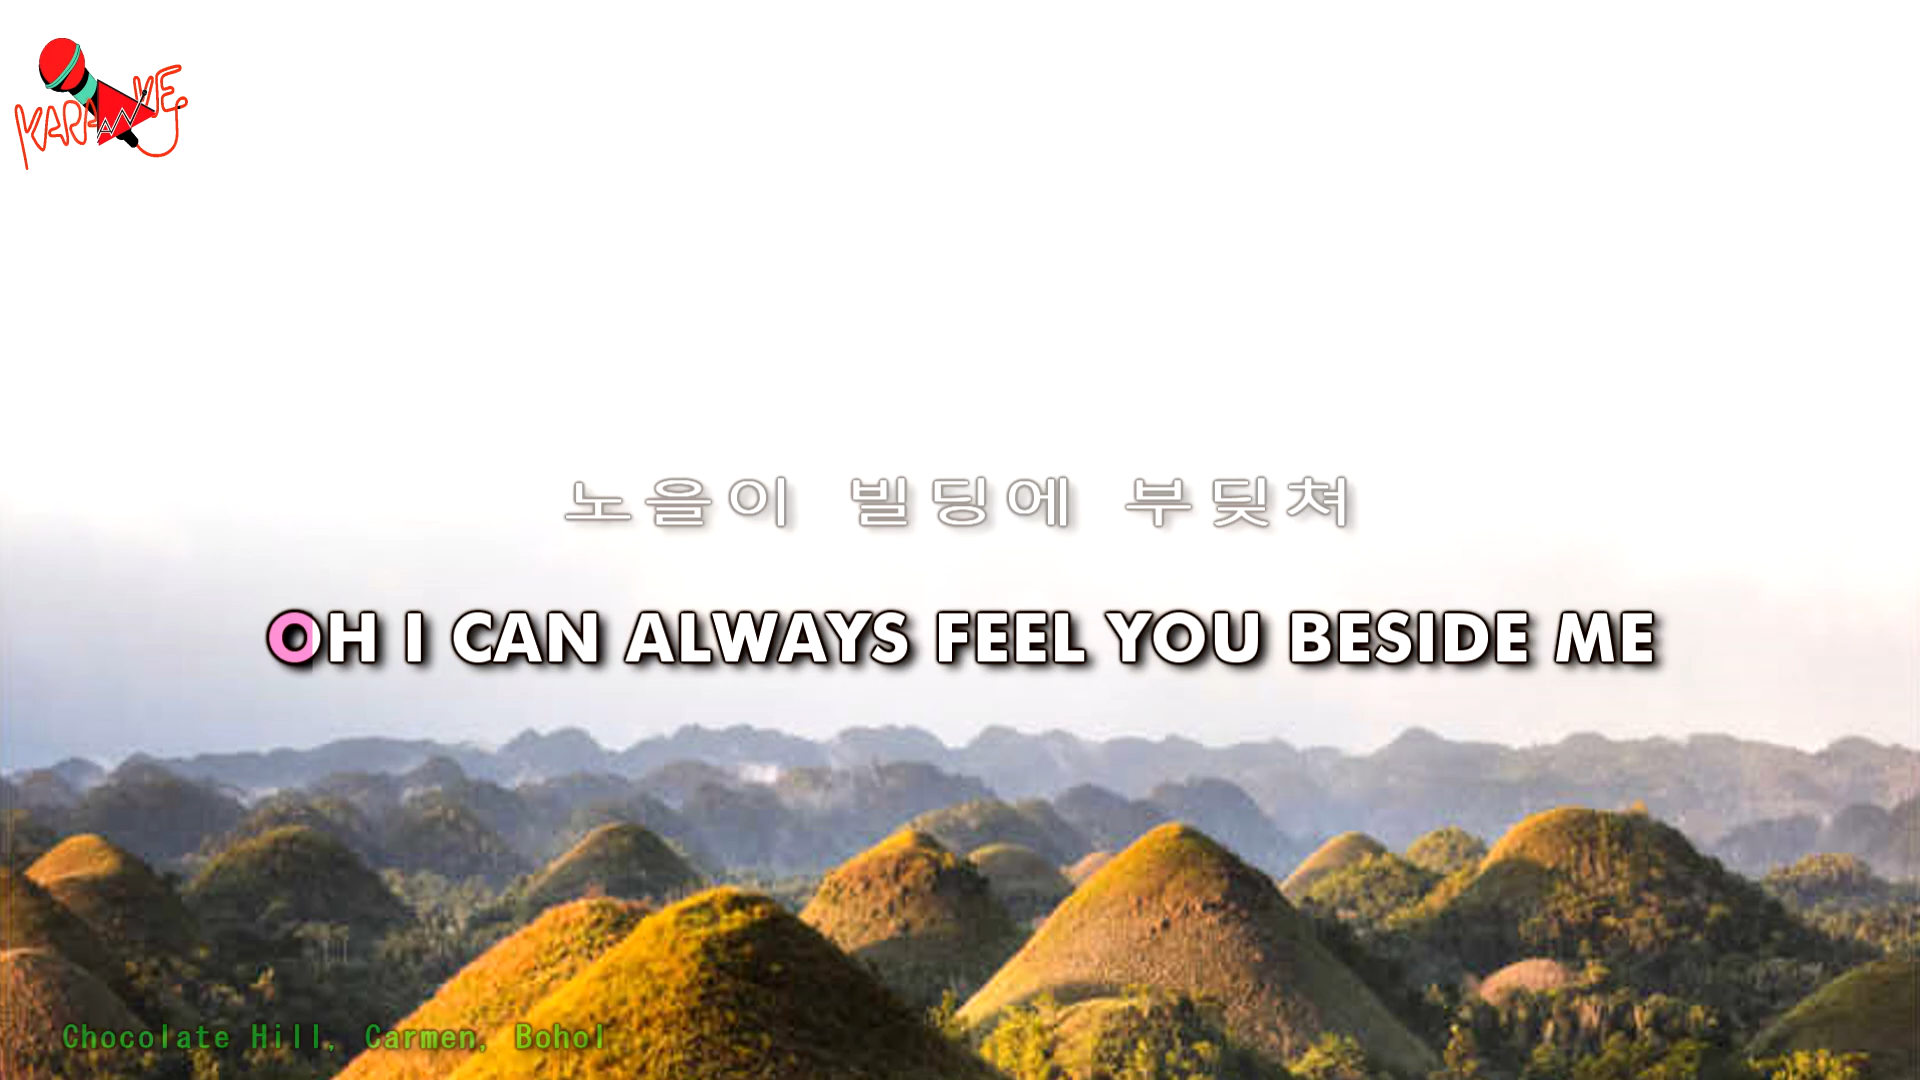 KARAOKE
노을이 빌딩에 부딪쳐
OH I CAN ALWAYS FEEL YOU BESIDE ME
Chocolate Hill, Carmen, Bohol